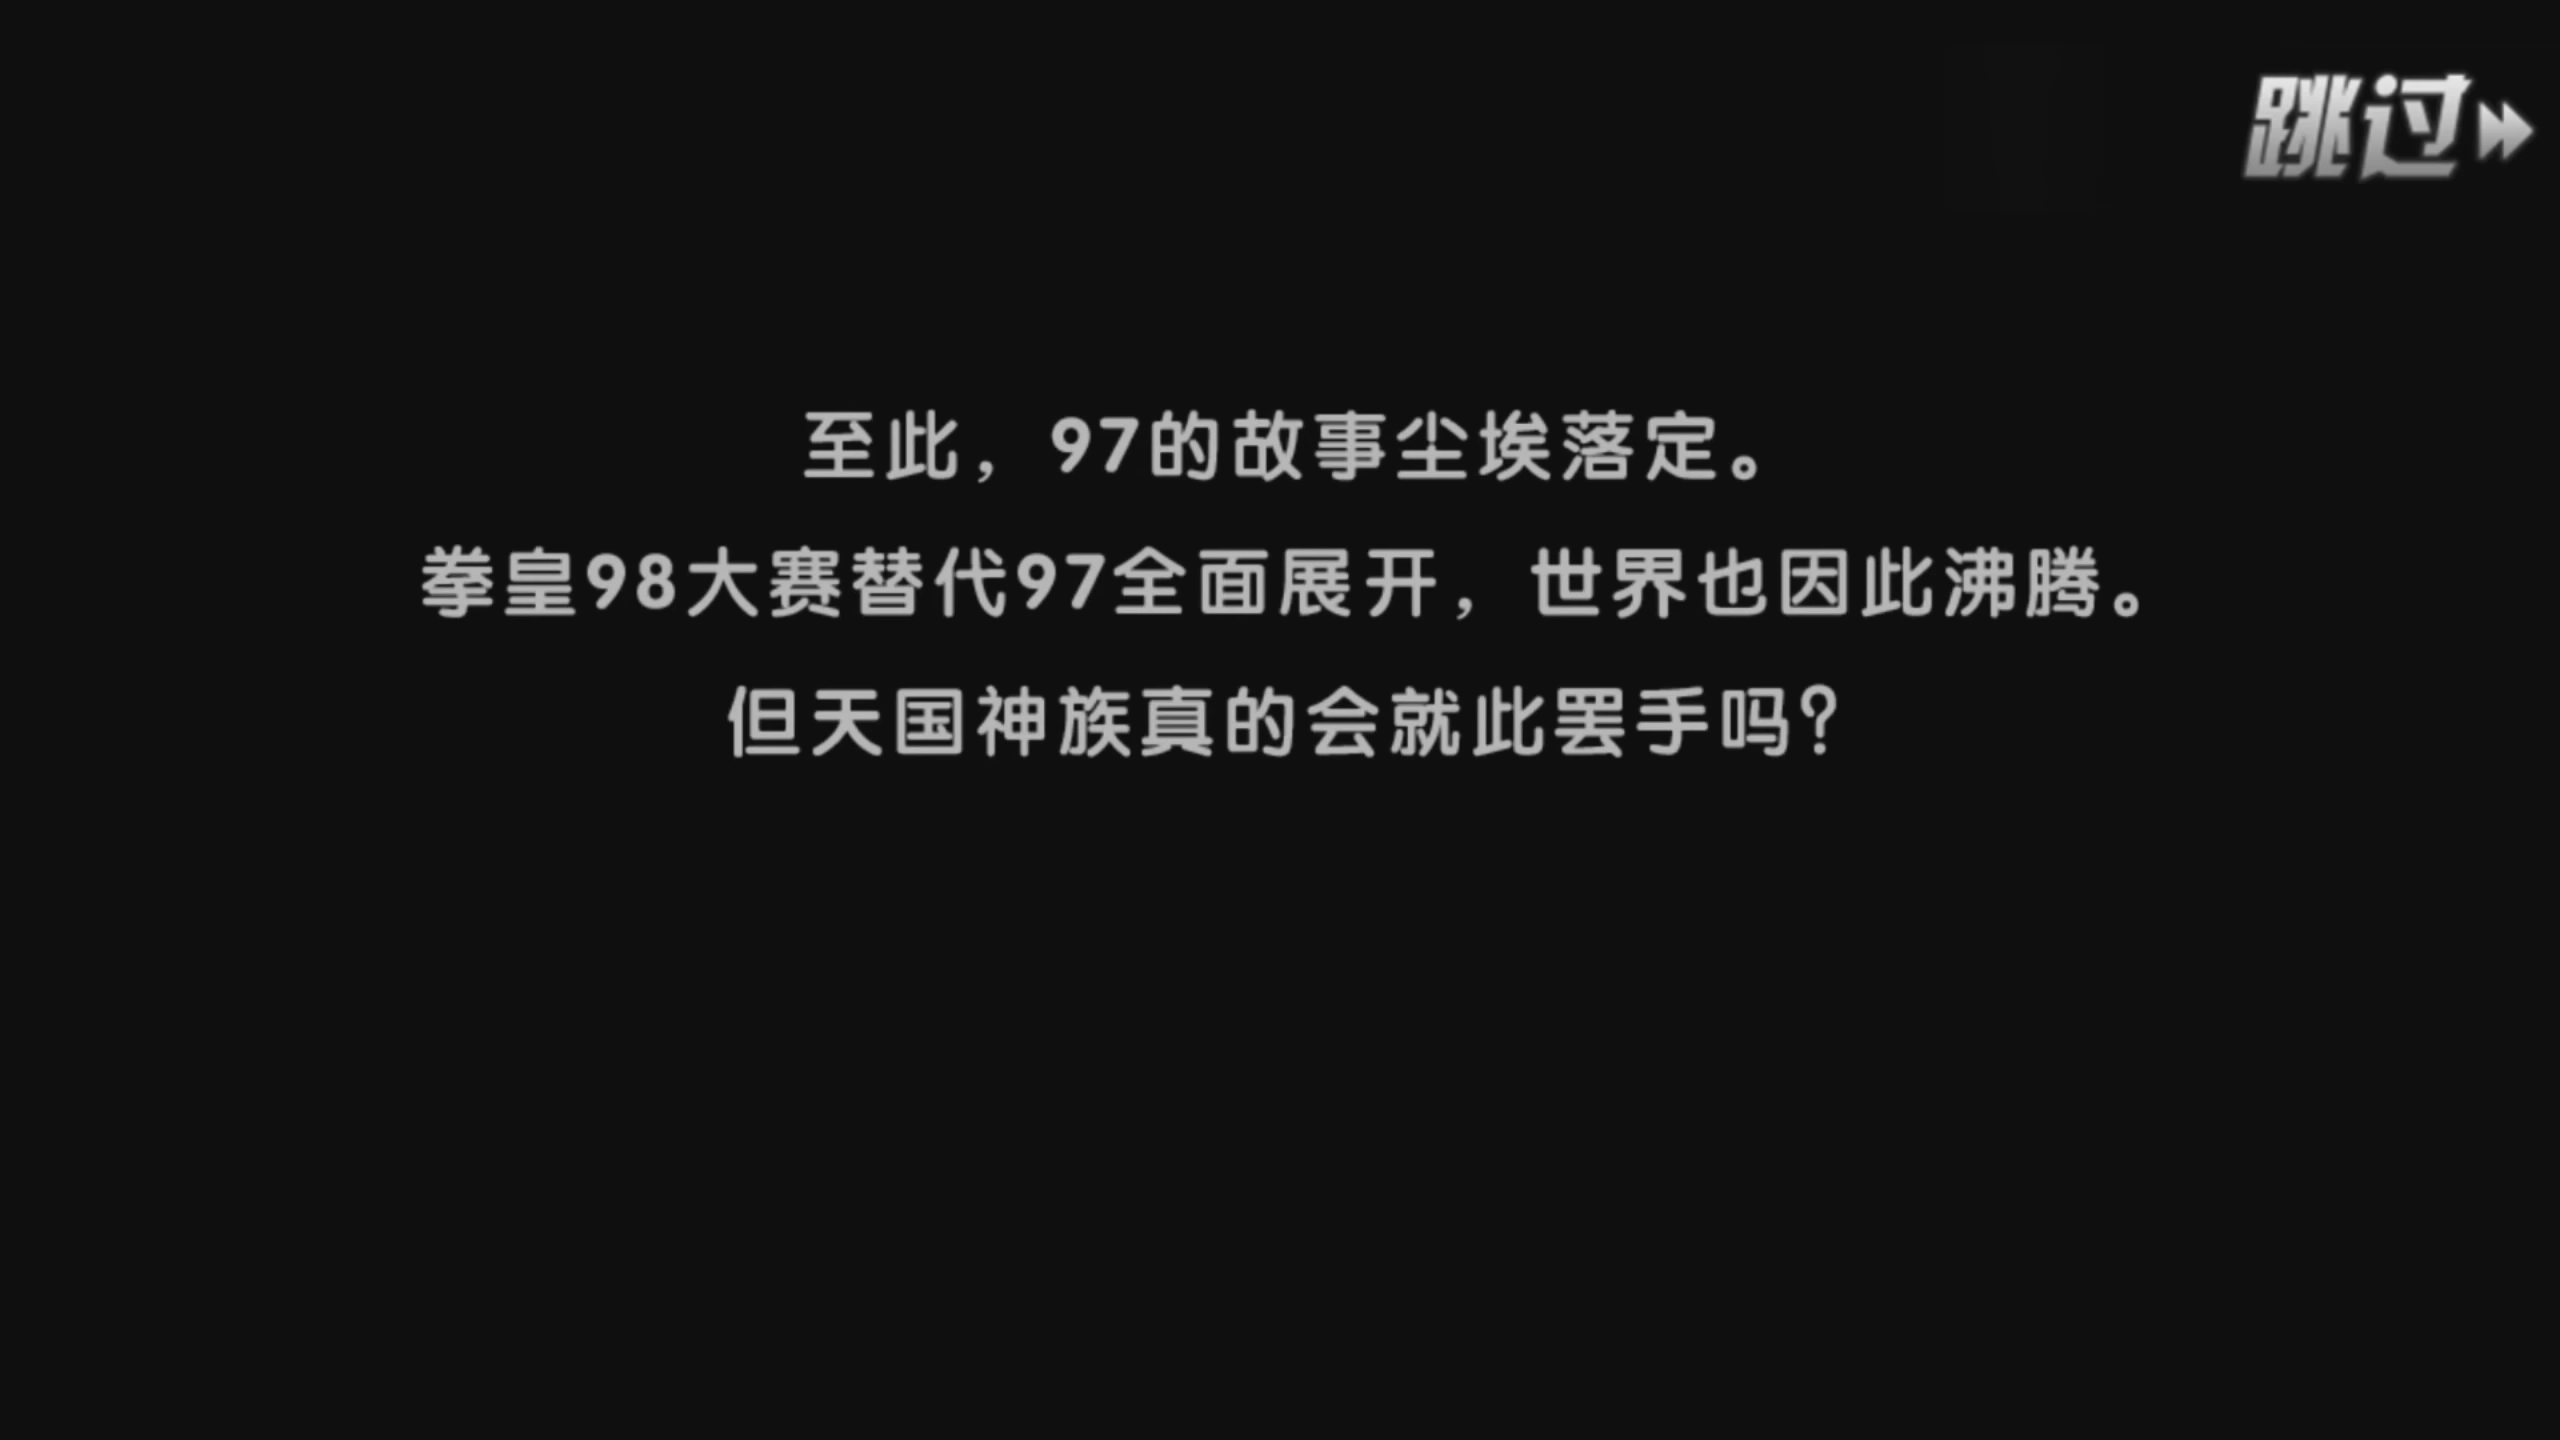 跳过
至此，97的故事尘埃落定。
拳皇98大赛替代97全面展开，世界也因此沸腾。
但天国神族真的会就此罢手吗？